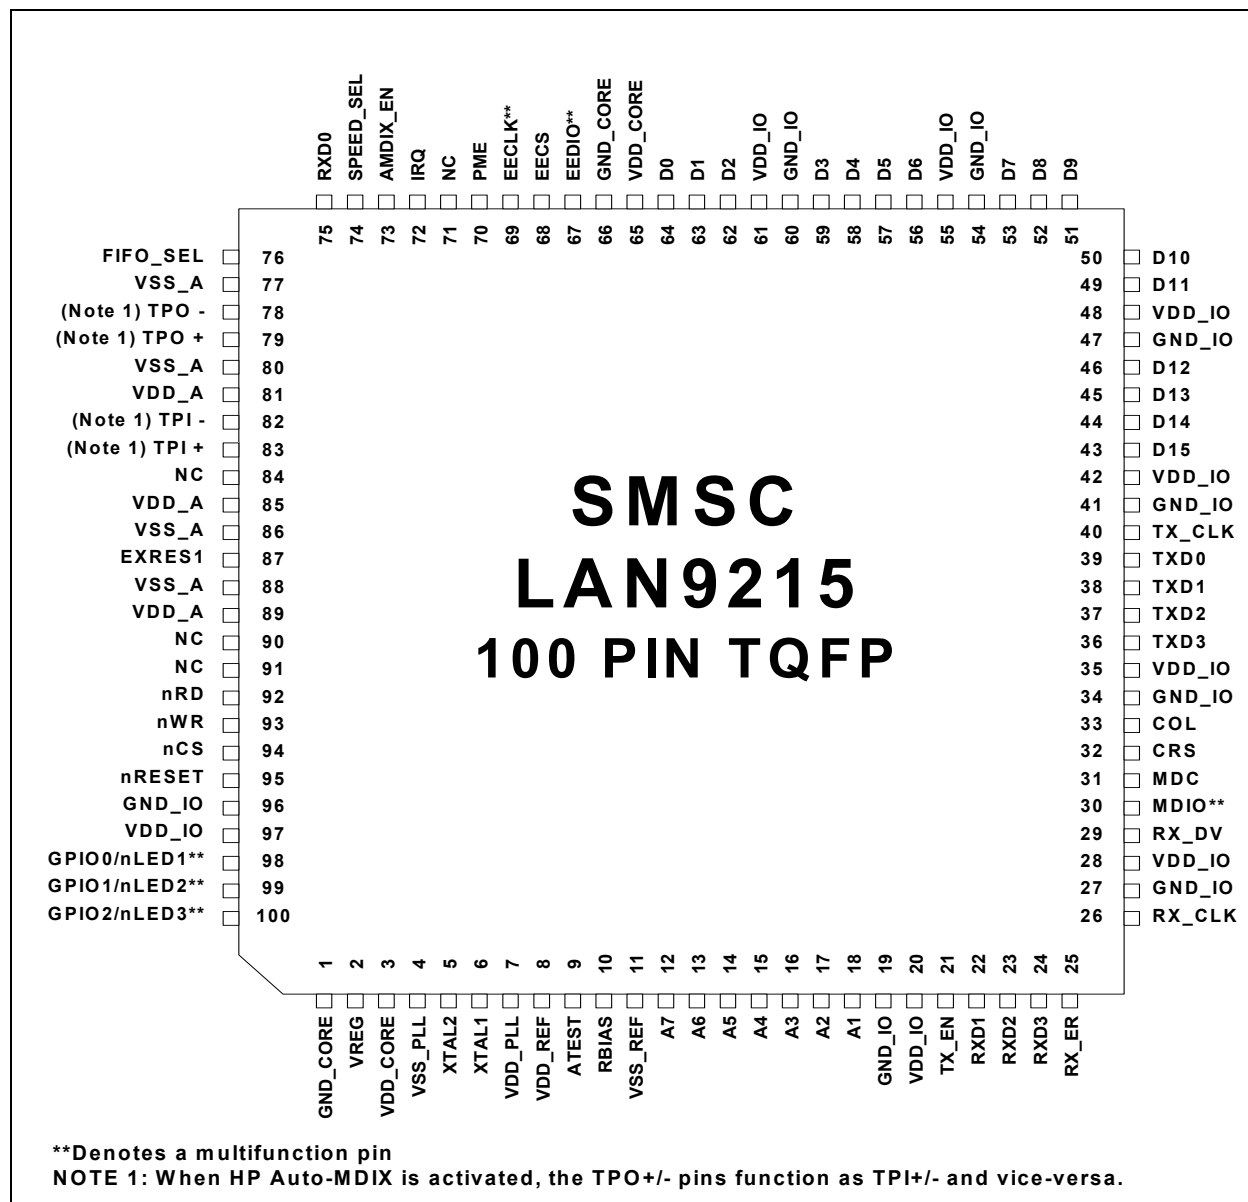 RXD0
SPEED_SEL
AMDIX_EN
IRQ
NC
PME
EECLK**
EECS
EEDIO**
GND_CORE
VDD_CORE
D0
D1
D2
VDD_IO
GND_IO
D3
D4
D5
D6
VDD_IO
GND_IO
D7
D8
D9
75
74
73
72
71
70
69
68
67
66
65
64
63
62
61
60
59
58
57
56
55
54
53
52
51
FIFO_SEL 76
VSS_A 77
(Note 1) TPO - 78
(Note 1) TPO + 79
VSS_A 80
VDD_A 81
(Note 1) TPI - 82
(Note 1) TPI + 83
NC 84
VDD_A 85
VSS_A 86
EXRES1 87
VSS_A 88
VDD_A 89
NC 90
NC 91
nRD 92
nWR 93
nCS 94
nRESET 95
GND_IO 96
VDD_IO 97
GPIO0/nLED1** 98
GPIO1/nLED2** 99
GPIO2/nLED3** 100
SMSC
LAN9215
100 PIN TQFP
50 D10
49 D11
48 VDD_IO
47 GND_IO
46 D12
45 D13
44 D14
43 D15
42 VDD_IO
41 GND_IO
40 TX_CLK
39 TXD0
38 TXD1
37 TXD2
36 TXD3
35 VDD_IO
34 GND_IO
33 COL
32 CRS
31 MDC
30 MDIO**
29 RX_DV
28 VDD_IO
27 GND_IO
26 RX_CLK
1
2
3
4
5
6
7
8
9
10
11
12
13
14
15
16
17
18
19
20
21
22
23
24
25
GND_CORE
VREG
VDD_CORE
VSS_PLL
XTAL2
XTAL1
VDD_PLL
VDD_REF
ATEST
RBIAS
VSS_REF
A7
A6
A5
A4
A3
A2
A1
GND_IO
VDD_IO
TX_EN
RXD1
RXD2
RXD3
RX_ER
**Denotes a multifunction pin
NOTE 1: When HP Auto-MDIX is activated, the TPO+/- pins function as TPI+/- and vice-versa.